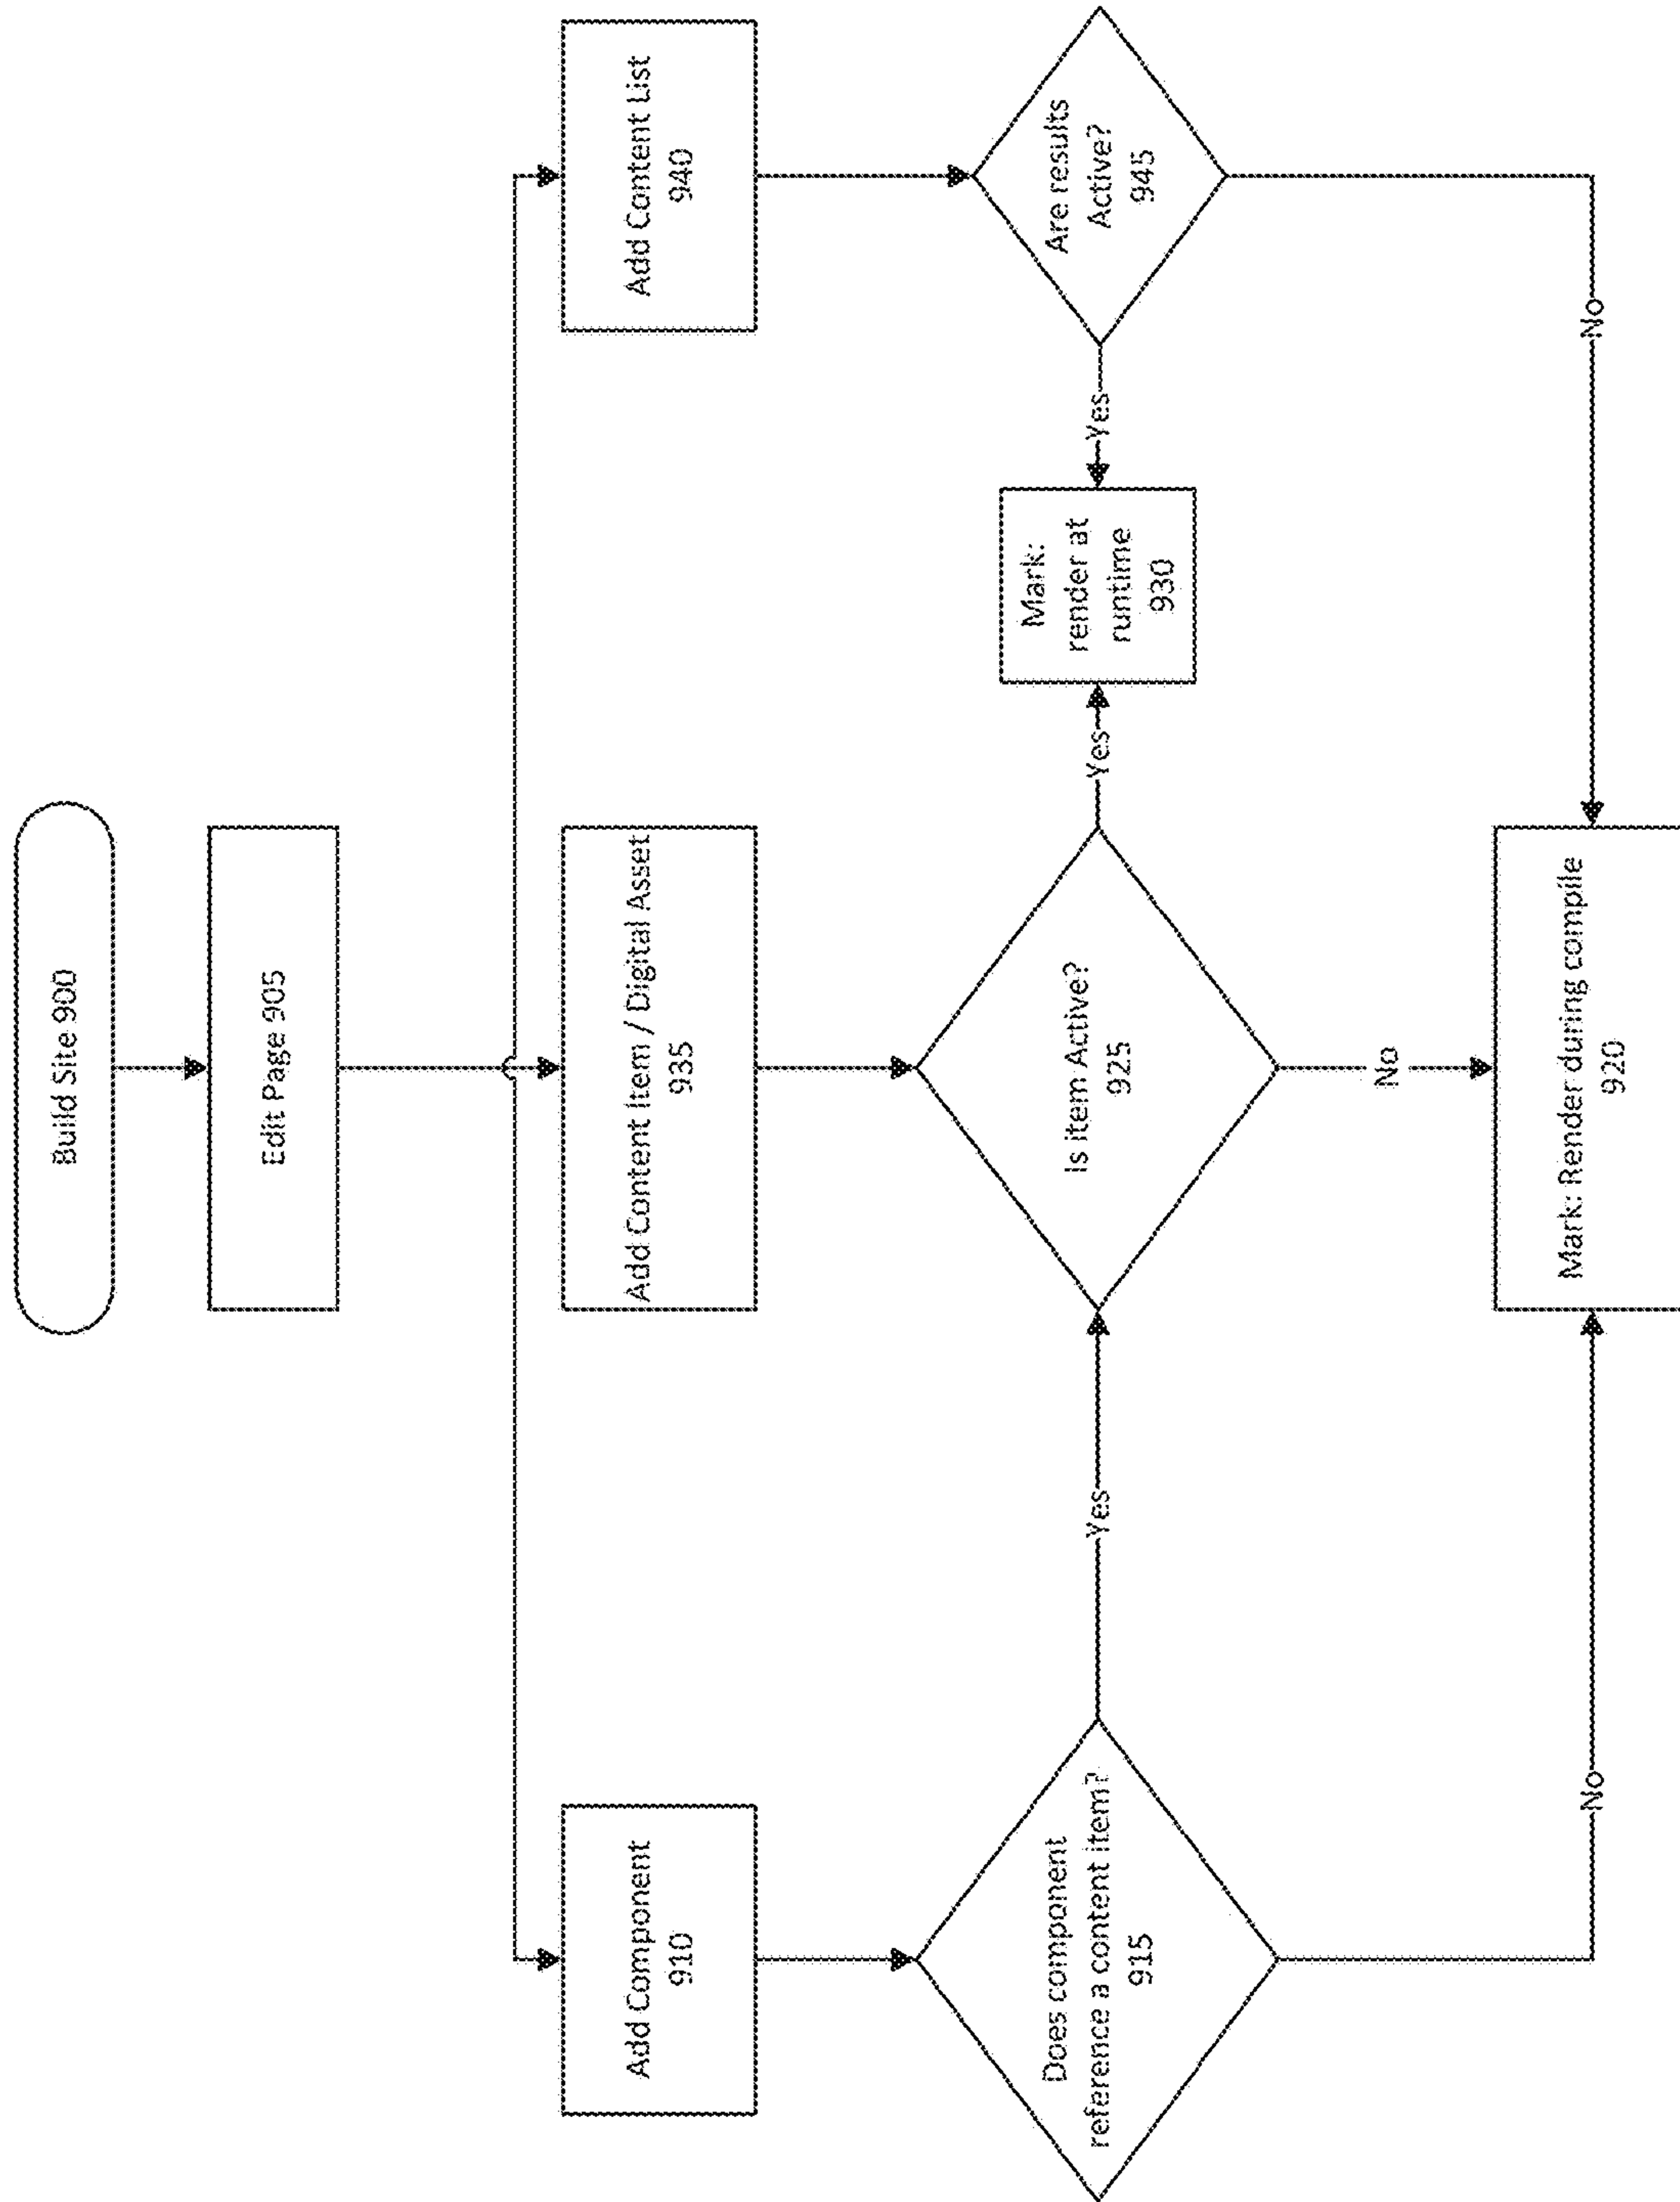 Build Site 900
Edit Page 905
Add Component
910
Add Content Item / Digital Asset
935
Add Content List
940
Does component
reference a content item?
915
Yes
Is item Active?
925
Yes
Mark:
render at
runtime
930
Yes
Are results
Active?
945
No
No
No
Mark: Render during compile
920